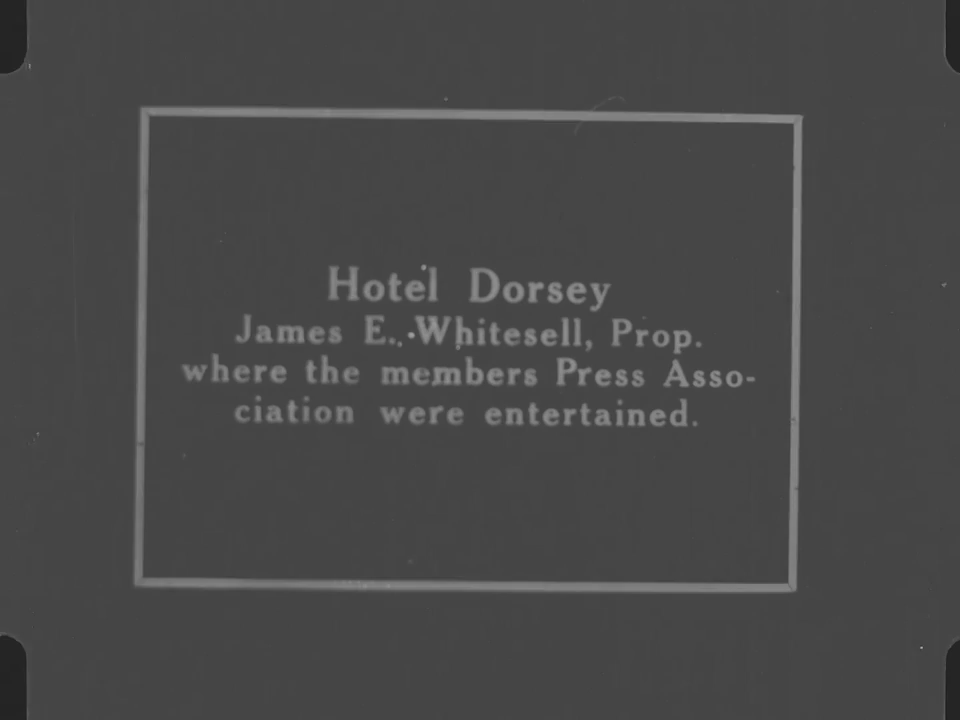 Hotel Dorsey
James E. Whitesell, Prop.
where the members Press Asso-
ciation were entertained.